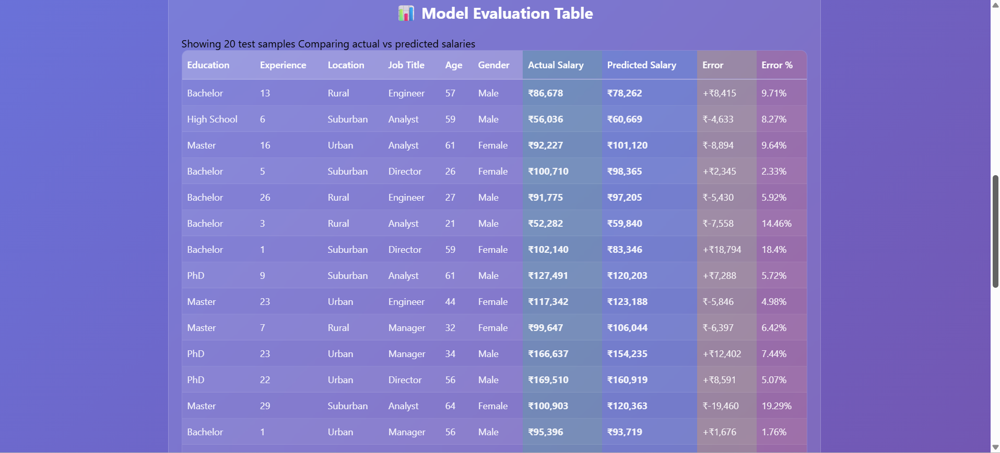 📊 Model Evaluation Table
Showing 20 test samples Comparing actual vs predicted salaries
Education Experience Location Job Title Age Gender Actual Salary Predicted Salary Error Error %
Bachelor 13 Rural Engineer 57 Male ₹86,678 ₹78,262 +₹8,415 9.71%
High School 6 Suburban Analyst 59 Male ₹56,036 ₹60,669 ₹-4,633 8.27%
Master 16 Urban Analyst 61 Female ₹92,227 ₹101,120 ₹-8,894 9.64%
Bachelor 5 Suburban Director 26 Female ₹100,710 ₹98,365 +₹2,345 2.33%
Bachelor 26 Rural Engineer 27 Male ₹91,775 ₹97,205 ₹-5,430 5.92%
Bachelor 3 Rural Analyst 21 Male ₹52,282 ₹59,840 ₹-7,558 14.46%
Bachelor 1 Suburban Director 59 Female ₹102,140 ₹83,346 +₹18,794 18.4%
PhD 9 Suburban Analyst 61 Male ₹127,491 ₹120,203 +₹7,288 5.72%
Master 23 Urban Engineer 44 Female ₹117,342 ₹123,188 ₹-5,846 4.98%
Master 7 Rural Manager 32 Female ₹99,647 ₹106,044 ₹-6,397 6.42%
PhD 23 Urban Manager 34 Male ₹166,637 ₹154,235 +₹12,402 7.44%
PhD 22 Urban Director 56 Male ₹169,510 ₹160,919 +₹8,591 5.07%
Master 29 Suburban Analyst 64 Female ₹100,903 ₹120,363 ₹-19,460 19.29%
Bachelor 1 Urban Manager 56 Male ₹95,396 ₹93,719 +₹1,676 1.76%